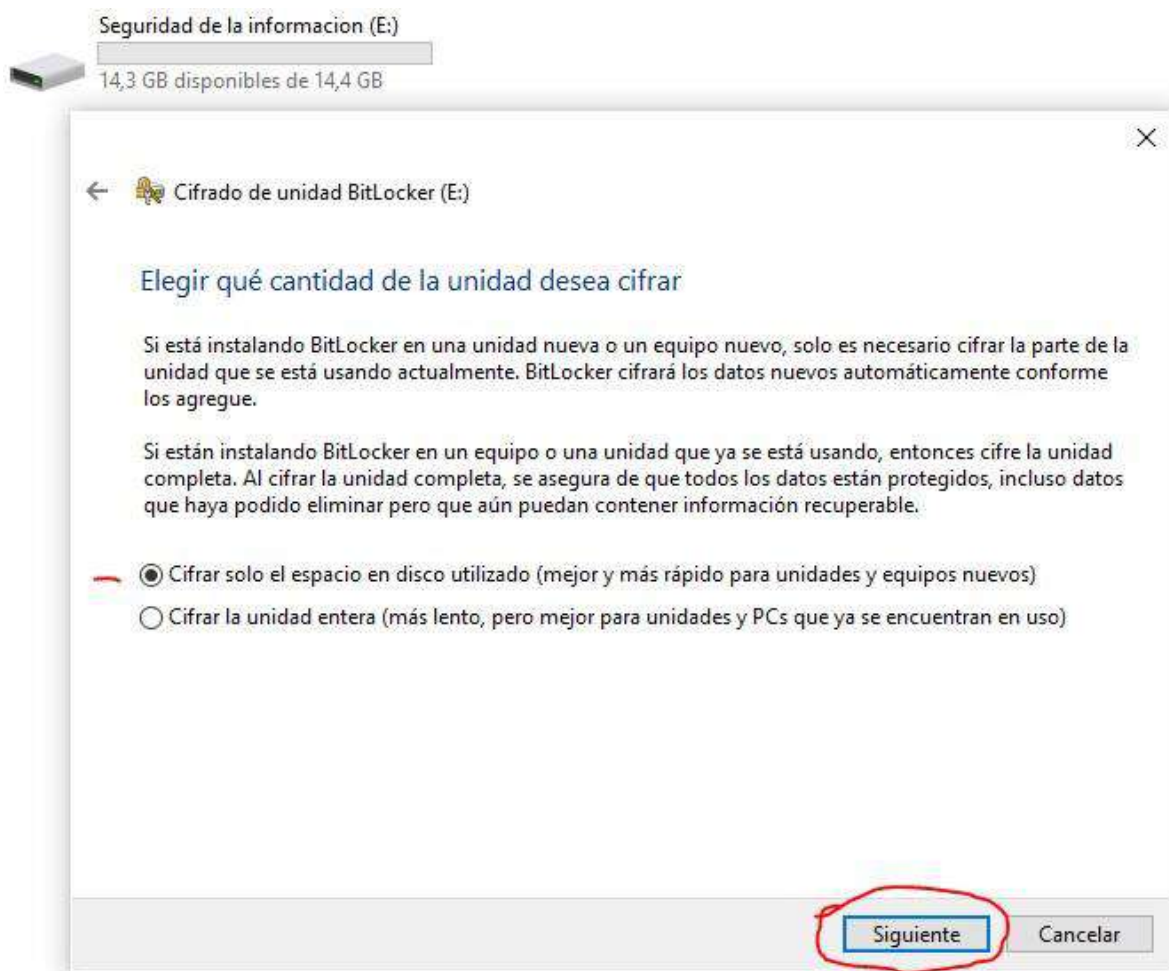 Seguridad de la informacion (E:)
14,3 GB disponibles de 14,4 GB
Cifrado de unidad BitLocker (E:)
Elegir qué cantidad de la unidad desea cifrar
Si está instalando BitLocker en una unidad nueva o un equipo nuevo, solo es necesario cifrar la parte de la
unidad que se está usando actualmente. BitLocker cifrará los datos nuevos automáticamente conforme
los agregue.
Si están instalando BitLocker en un equipo o una unidad que ya se está usando, entonces cifre la unidad
completa. Al cifrar la unidad completa, se asegura de que todos los datos están protegidos, incluso datos
que haya podido eliminar pero que aún puedan contener información recuperable.
Cifrar solo el espacio en disco utilizado (mejor y más rápido para unidades y equipos nuevos)
Cifrar la unidad entera (más lento, pero mejor para unidades y PCs que ya se encuentran en uso)
Siguiente Cancelar